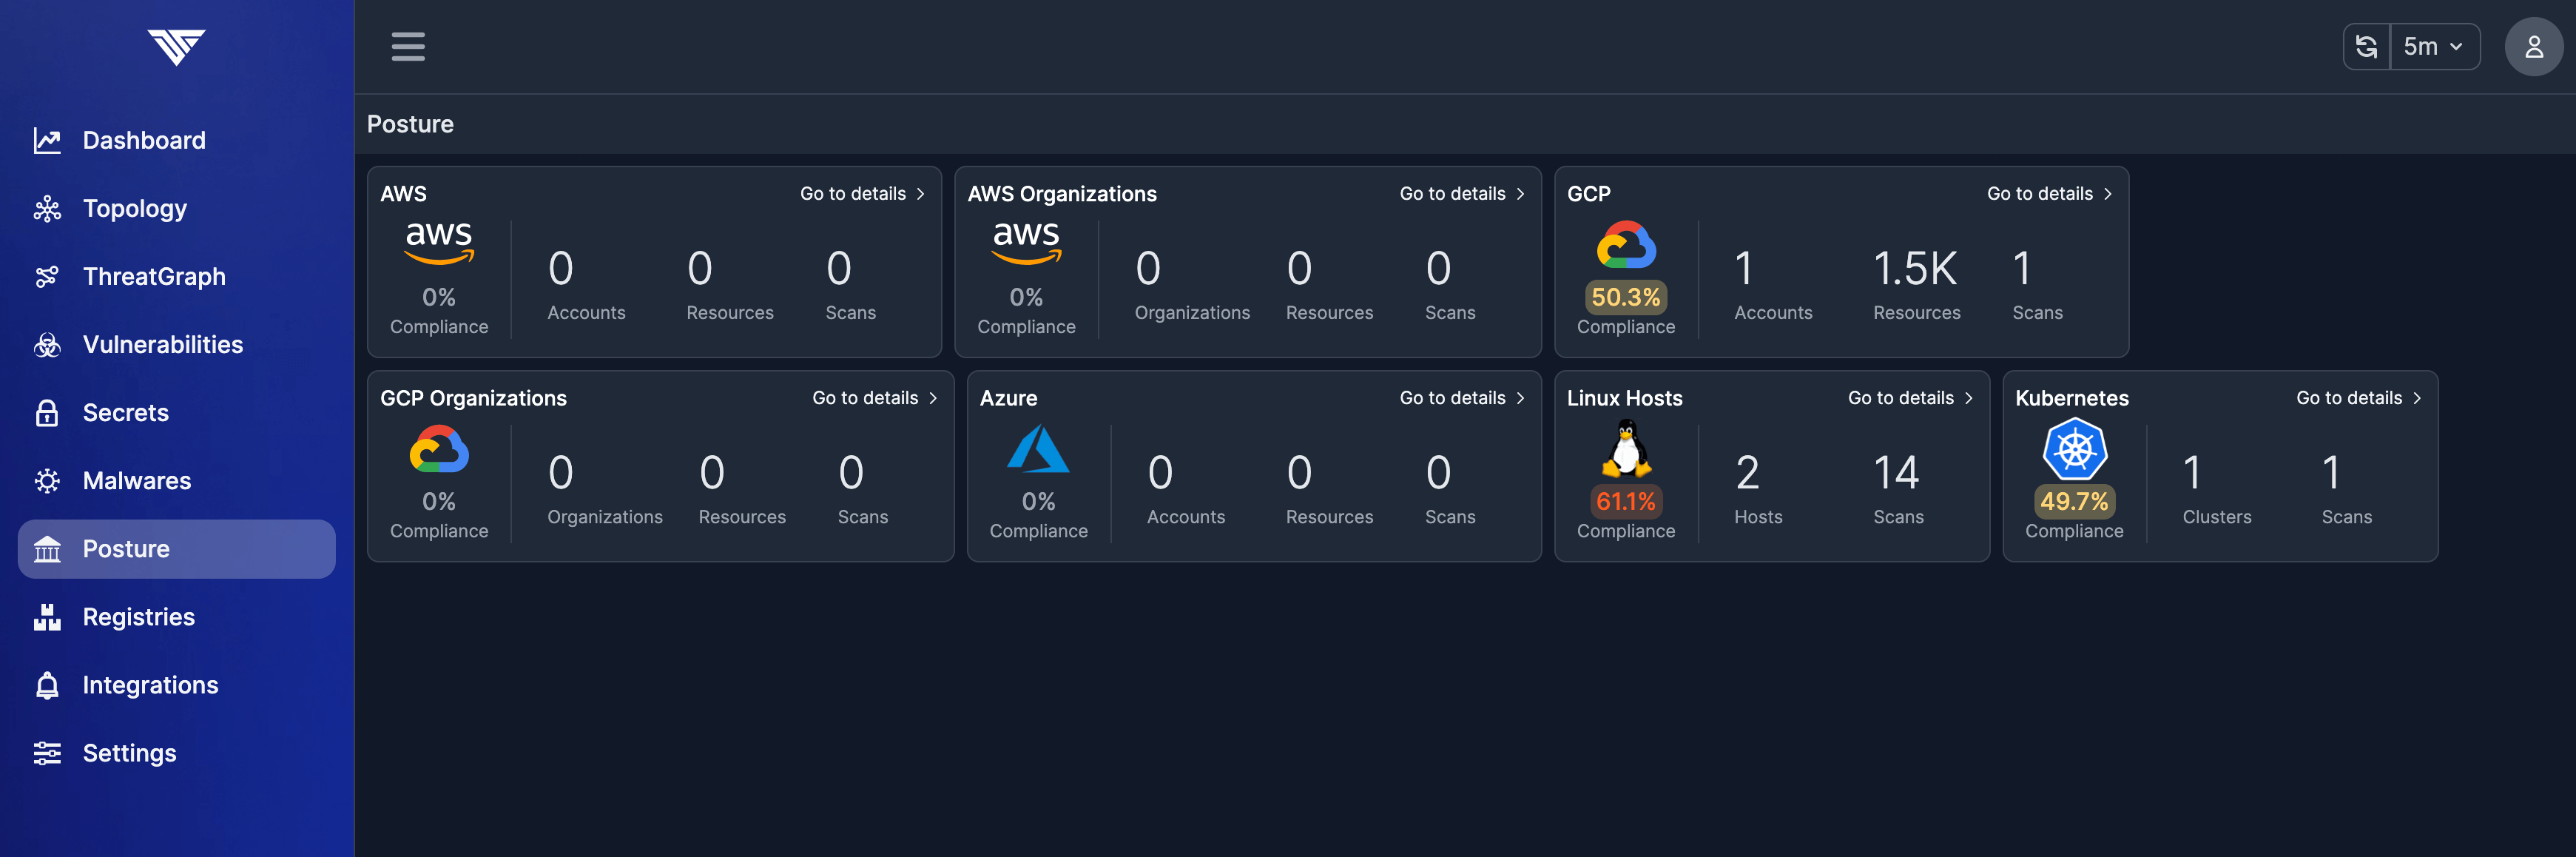 5m
Dashboard
Topology
ThreatGraph
Vulnerabilities
Secrets
Malwares
Posture
Registries
Integrations
Settings
Posture
AWS
Go to details
aws
0%
Compliance
0
Accounts
0
Resources
0
Scans
AWS Organizations
Go to details
aws
0%
Compliance
0
Organizations
0
Resources
0
Scans
GCP
Go to details
50.3%
Compliance
1
Accounts
1.5K
Resources
1
Scans
GCP Organizations
Go to details
0%
Compliance
0
Organizations
0
Resources
0
Scans
Azure
Go to details
0%
Compliance
0
Accounts
0
Resources
0
Scans
Linux Hosts
Go to details
61.1%
Compliance
2
Hosts
14
Scans
Kubernetes
Go to details
49.7%
Compliance
1
Clusters
1
Scans